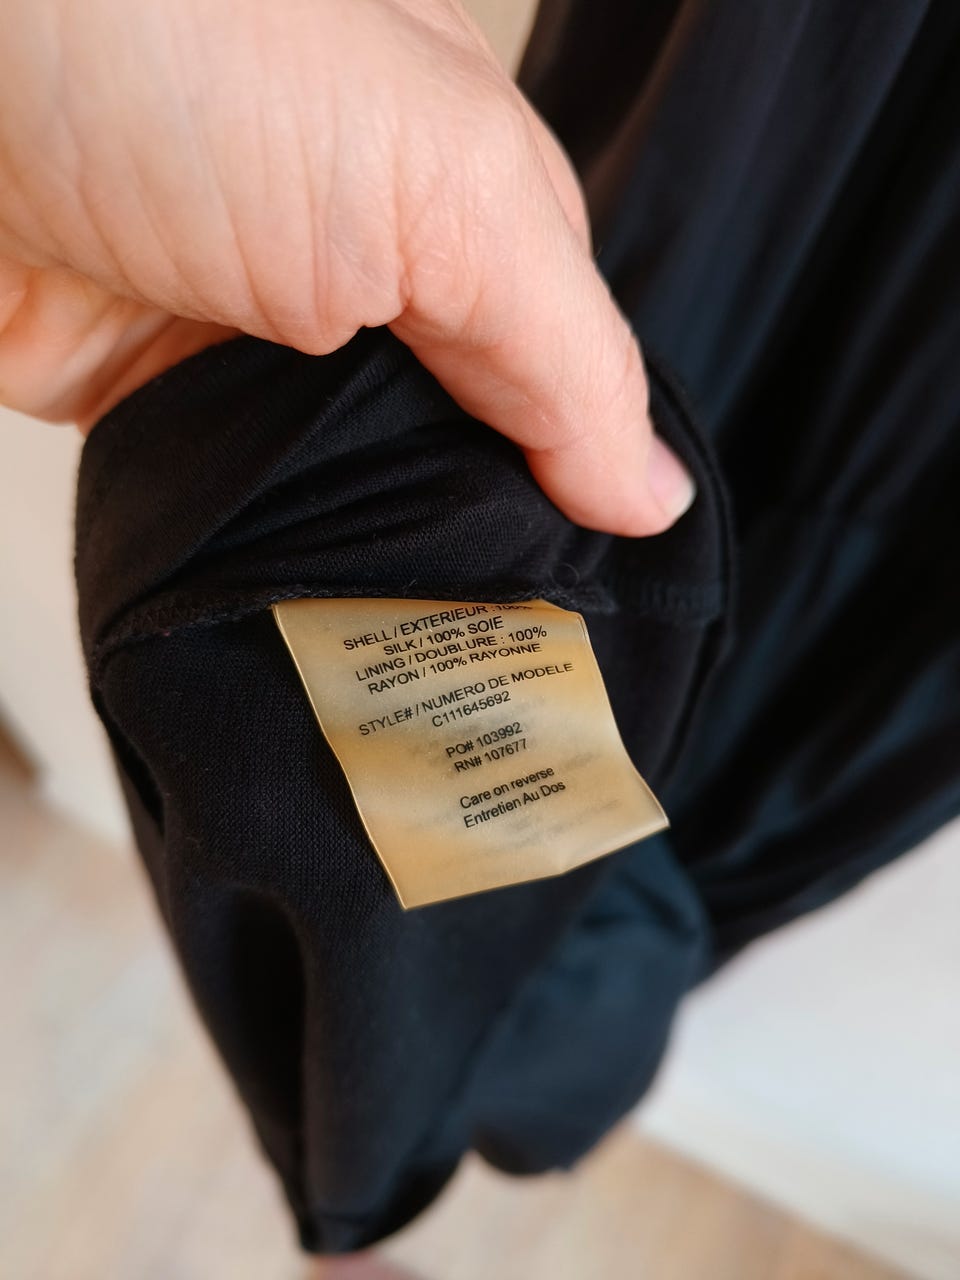 SHELL / EXTERIEUR : 100%
SILK / 100% SOIE
LINING / DOUBLURE : 100%
RAYON / 100% RAYONNE
STYLE# / NUMERO DE MODELE
C111645692
PO# 103992
RN# 107677
Care on reverse
Entretien Au Dos